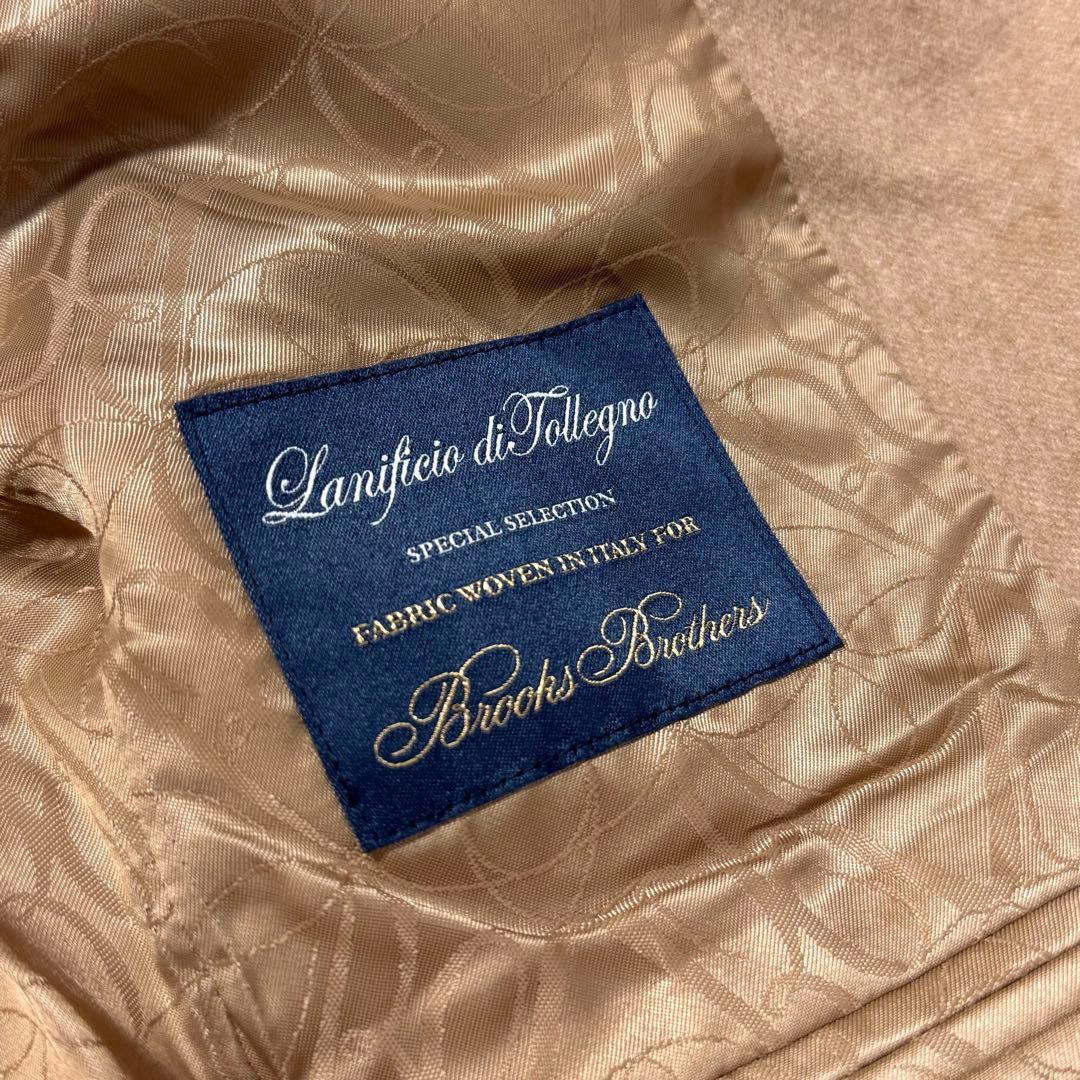 Lanificio di Tollegno
SPECIAL SELECTION
FABRIC WOVEN IN ITALY FOR
Brooks Brothers